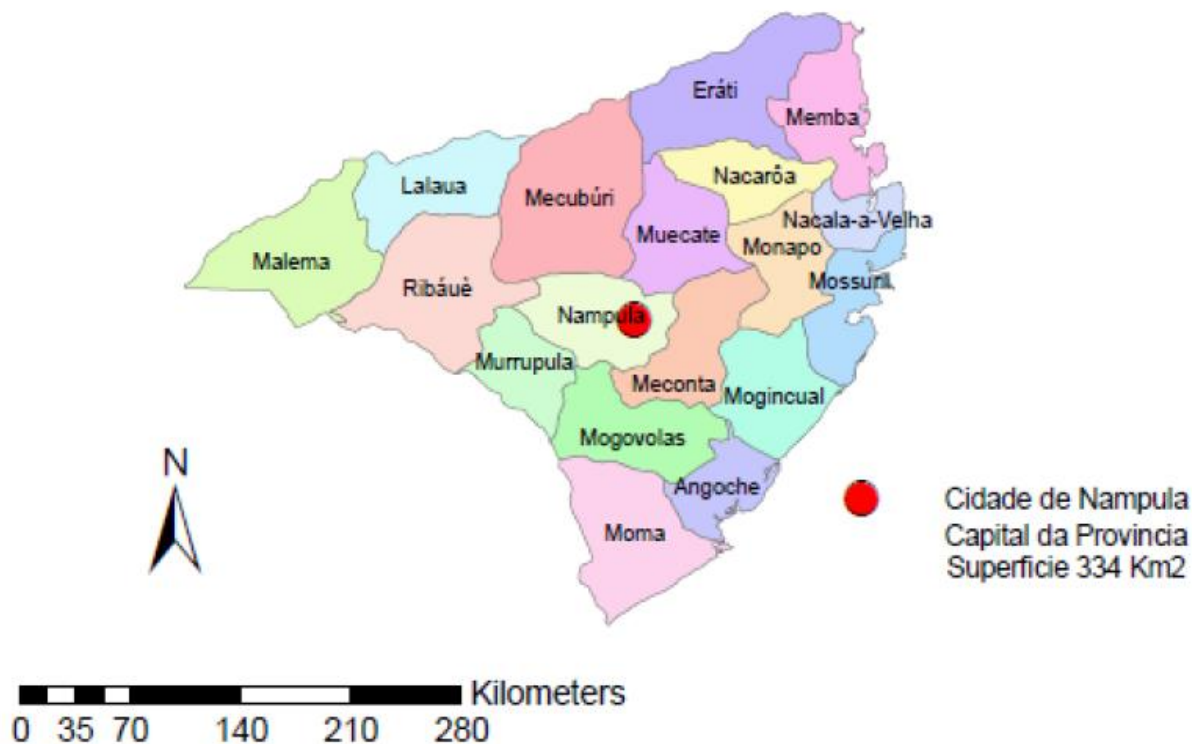 Eráti
Memba
Nacarôa
Lalaua
Mecubúri
Nacala-a-Velha
Muecate
Monapo
Malema
Mossuril
Ribáuè
Nampula
Murrupula
Meconta
Mogincual
Mogovolas
Angoche
Moma
N
Cidade de Nampula
Capital da Provincia
Superficie 334 Km2
Kilometers
0 35 70 140 210 280